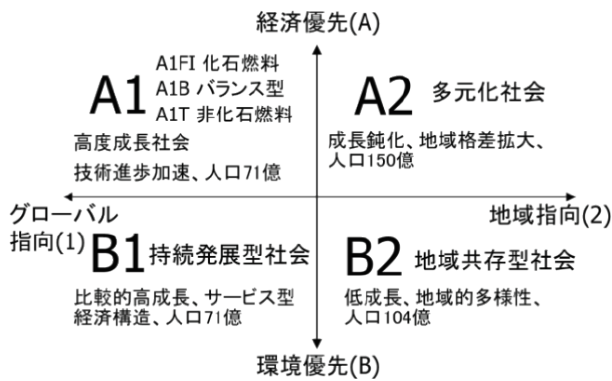 経済優先(A)
A1
A1FI 化石燃料
A1B バランス型
A1T 非化石燃料
高度成長社会
技術進歩加速、人口71億
A2 多元化社会
成長鈍化、地域格差拡大、
人口150億
グローバル
指向(1)
地域指向(2)
B1 持続発展型社会
比較的高成長、サービス型
経済構造、人口71億
B2 地域共存型社会
低成長、地域的多様性、
人口104億
環境優先(B)